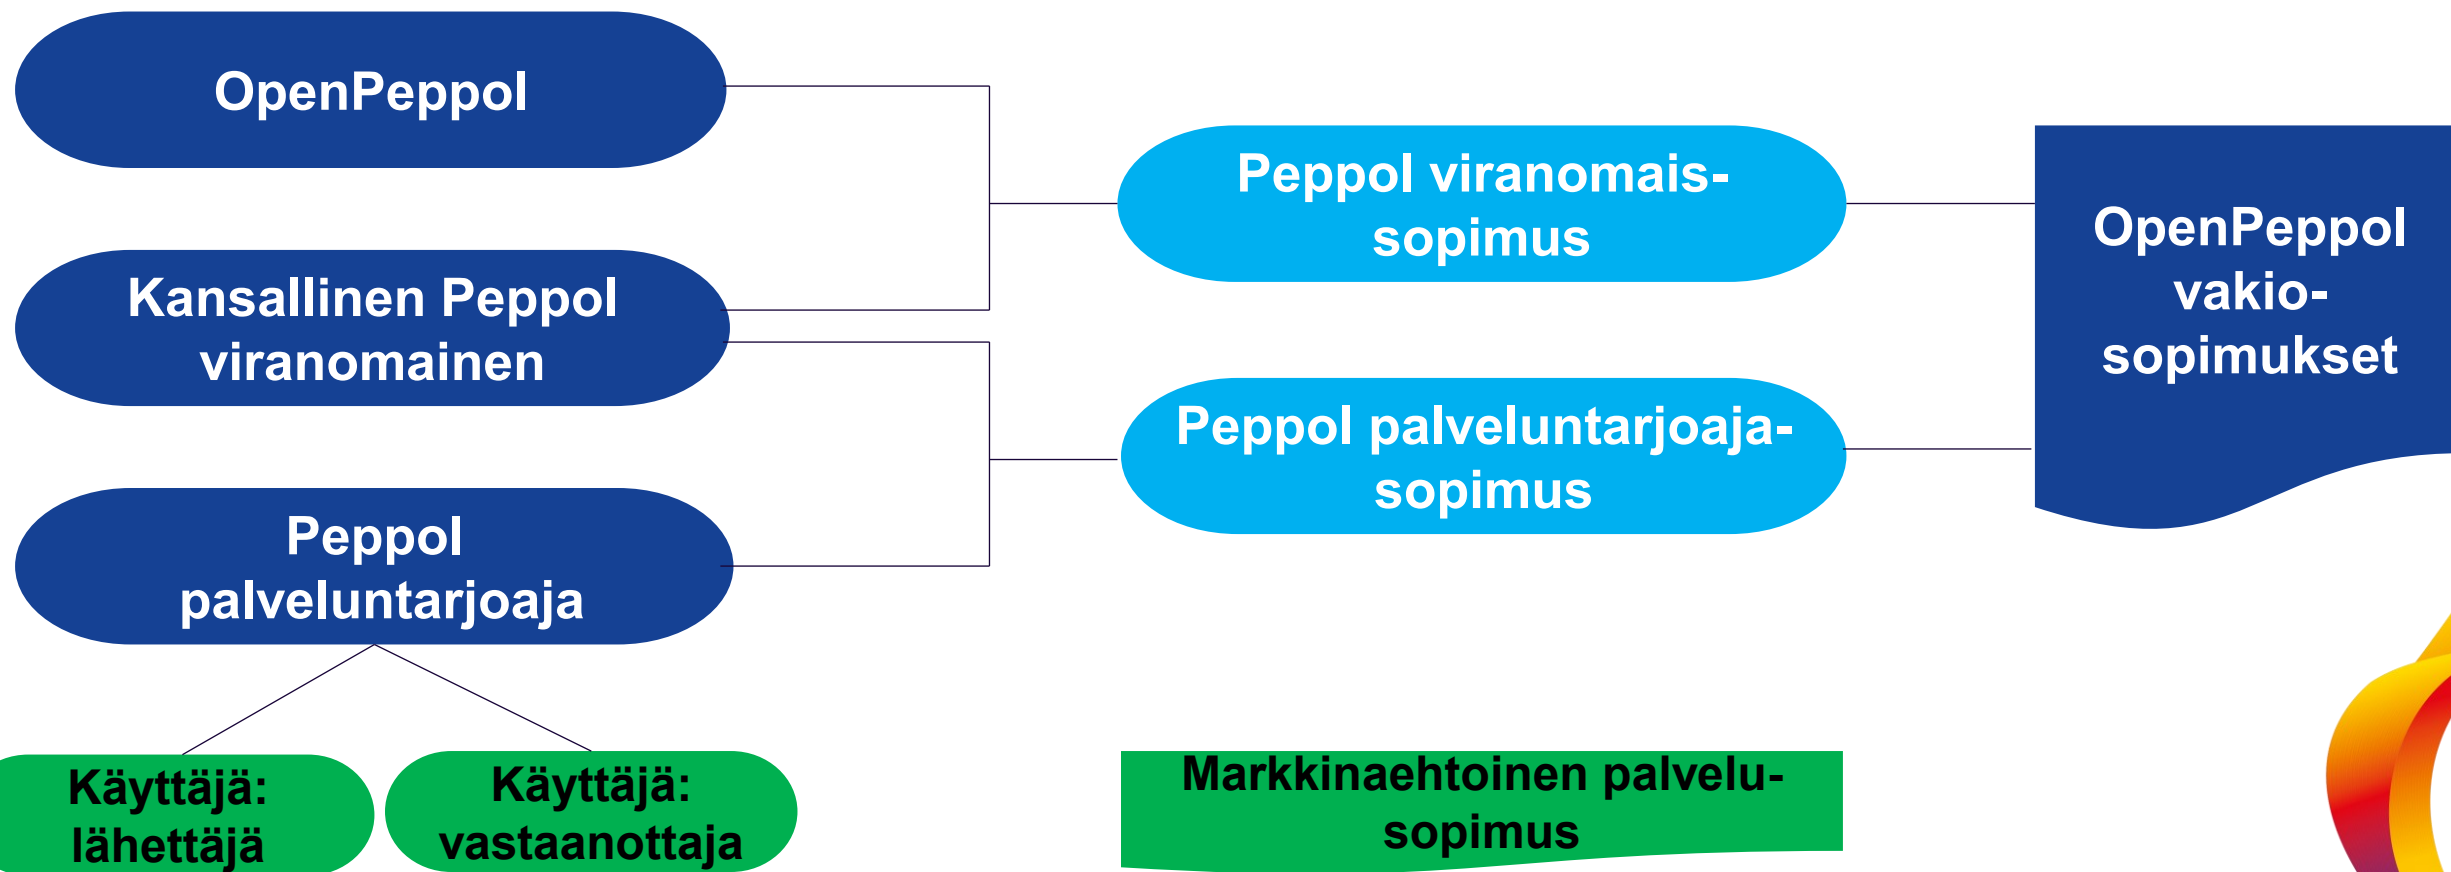 OpenPeppol
Kansallinen Peppol
viranomainen
Peppol
palveluntarjoaja
Käyttäjä:
lähettäjä
Käyttäjä:
vastaanottaja
Peppol viranomais-
sopimus
Peppol palveluntarjoaja-
sopimus
Markkinaehtoinen palvelu-
sopimus
OpenPeppol
vakio-
sopimukset